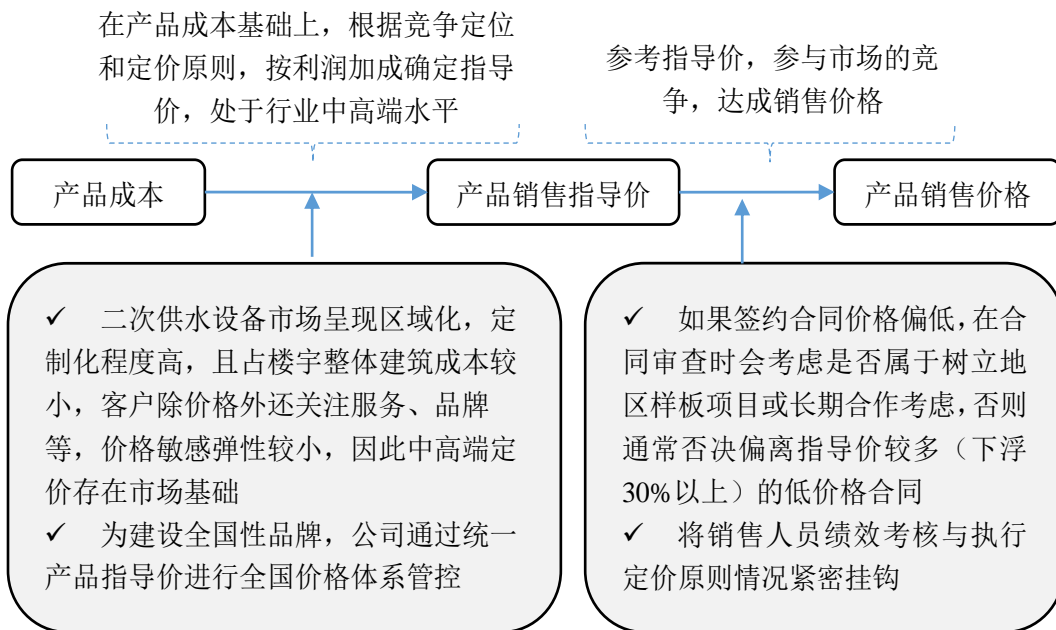 在产品成本基础上，根据竞争定位
和定价原则，按利润加成确定指导
价，处于行业中高端水平
参考指导价，参与市场的竞
争，达成销售价格
产品成本
产品销售指导价
产品销售价格
✓ 二次供水设备市场呈现区域化，定
制化程度高，且占楼宇整体建筑成本较
小，客户除价格外还关注服务、品牌
等，价格敏感弹性较小，因此中高端定
价存在市场基础
✓ 为建设全国性品牌，公司通过统一
产品指导价进行全国价格体系管控
✓ 如果签约合同价格偏低，在合
同审查时会考虑是否属于树立地
区样板项目或长期合作考虑，否则
通常否决偏离指导价较多（下浮
30%以上）的低价格合同
✓ 将销售人员绩效考核与执行
定价原则情况紧密挂钩